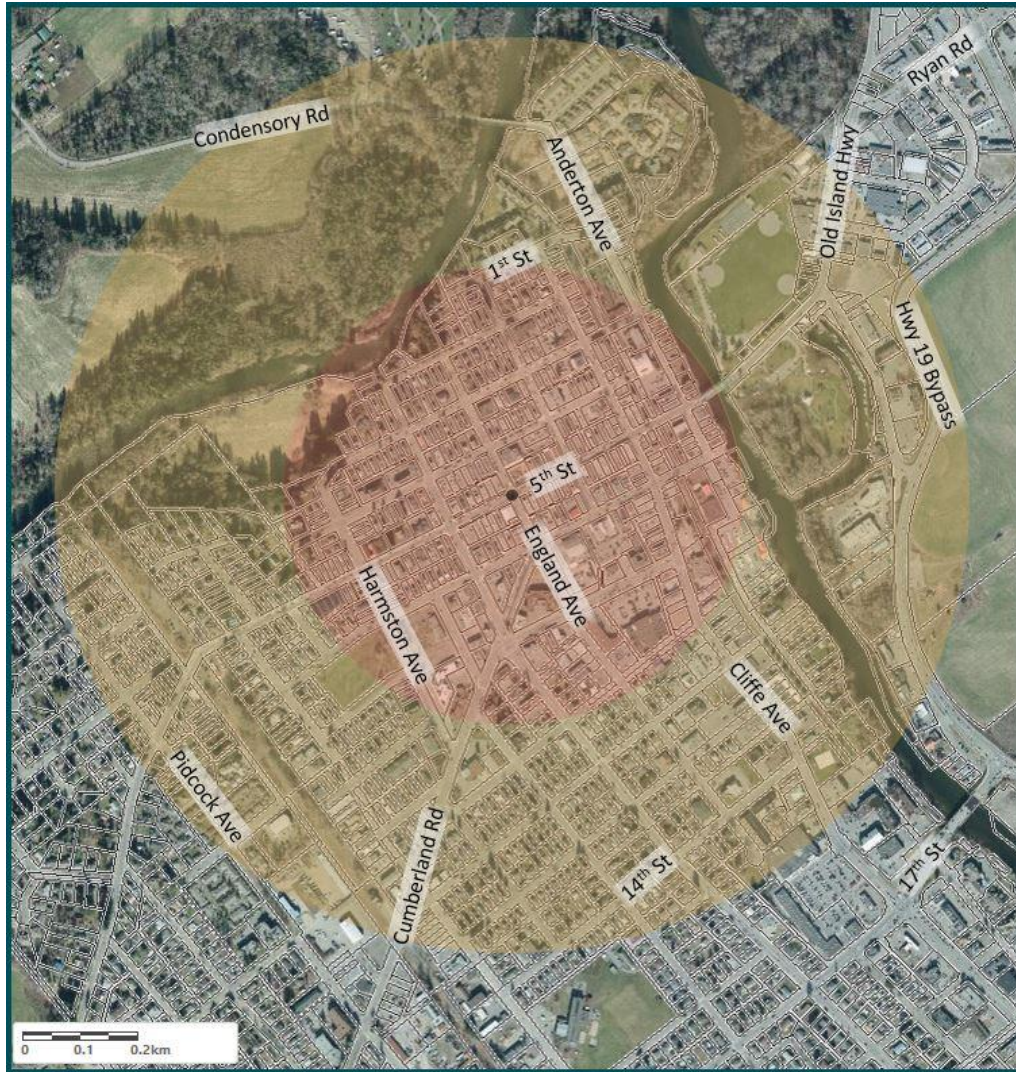 Ryan Rd
Condensory Rd
Anderton Ave
Old Island Hwy
1st St
Hwy 19 Bypass
5th St
England Ave
Harmston Ave
Cliffe Ave
Pidcock Ave
Cumberland Rd
14th St
17th St
0 0.1 0.2km